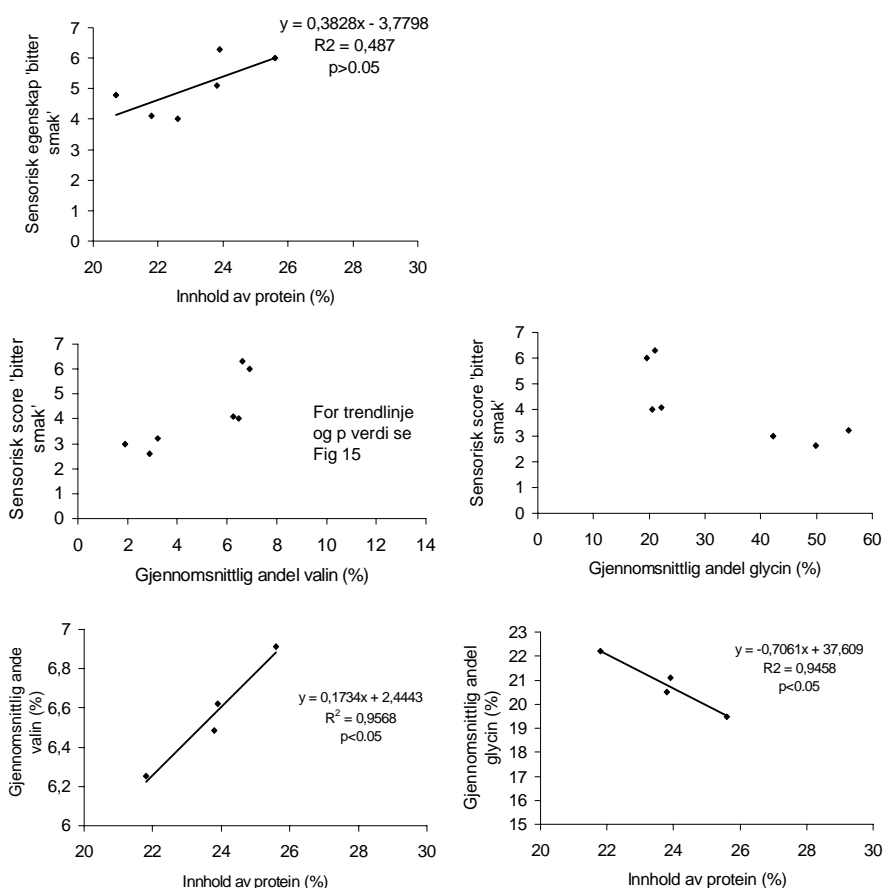 y = 0,3828x - 3,7798
R2 = 0,487
p>0.05
Sensorisk egenskap 'bitter
smak'
7
6
5
4
3
2
1
0
20 22 24 26 28 30
Innhold av protein (%)
Sensorisk score 'bitter
smak'
7
6
5
4
3
2
1
0
For trendlinje
og p verdi se
Fig 15
0 2 4 6 8 10 12 14
Gjennomsnittlig andel valin (%)
Sensorisk score 'bitter
smak'
7
6
5
4
3
2
1
0
0 10 20 30 40 50 60
Gjennomsnittlig andel glycin (%)
Gjennomsnittlig ande
valin (%)
7
6,8
6,6
6,4
6,2
6
y = 0,1734x + 2,4443
R² = 0,9568
p<0.05
20 22 24 26 28 30
Innhold av protein (%)
Gjennomsnittlig andel
glycin (%)
23
22
21
20
19
18
17
16
15
y = -0,7061x + 37,609
R2 = 0,9458
p<0.05
20 22 24 26 28 30
Innhold av protein (%)